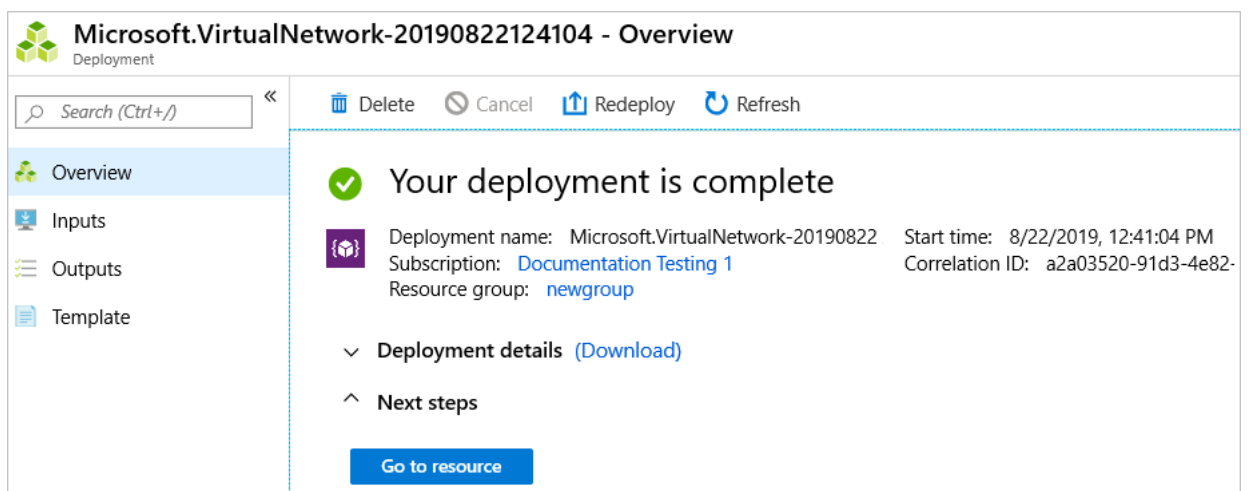 Microsoft.VirtualNetwork-20190822124104 - Overview
Deployment
Search (Ctrl+/)
«
Delete
Cancel
Redeploy
Refresh
Overview
Inputs
Outputs
Template
Your deployment is complete
Deployment name: Microsoft.VirtualNetwork-20190822
Subscription: Documentation Testing 1
Resource group: newgroup
Start time: 8/22/2019, 12:41:04 PM
Correlation ID: a2a03520-91d3-4e82-
Deployment details (Download)
Next steps
Go to resource